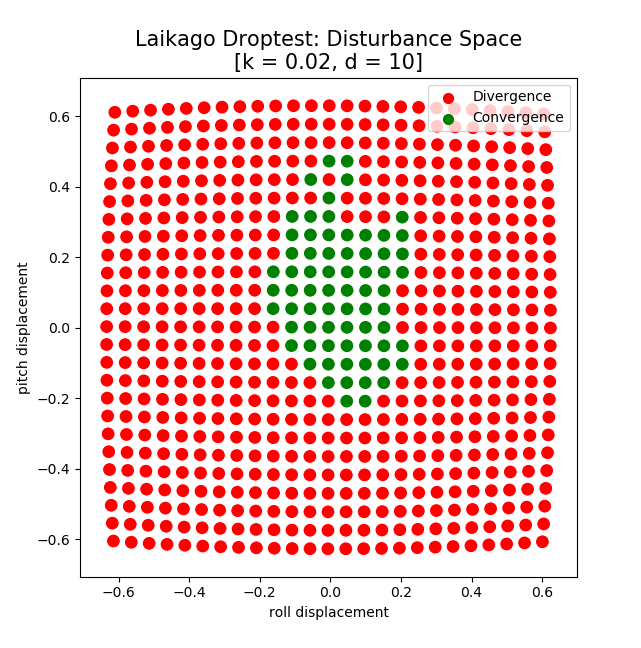 Laikago Droptest: Disturbance Space
[k = 0.02, d = 10]
Divergence
Convergence
pitch displacement
0.6
0.4
0.2
0.0
−0.2
−0.4
−0.6
−0.6 −0.4 −0.2 0.0 0.2 0.4 0.6
roll displacement